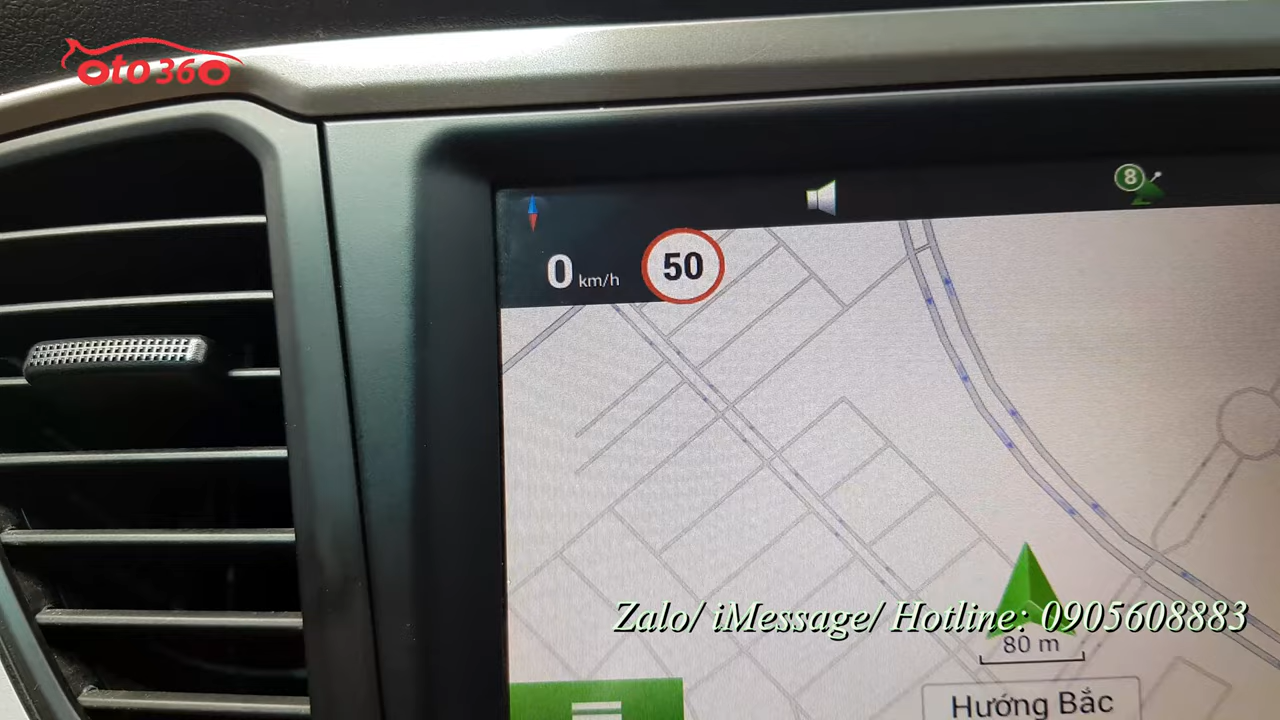 oto360
8
0 km/h
50
Zalo/ iMessage/ Hotline: 0905608883
80 m
Hướng Bắc